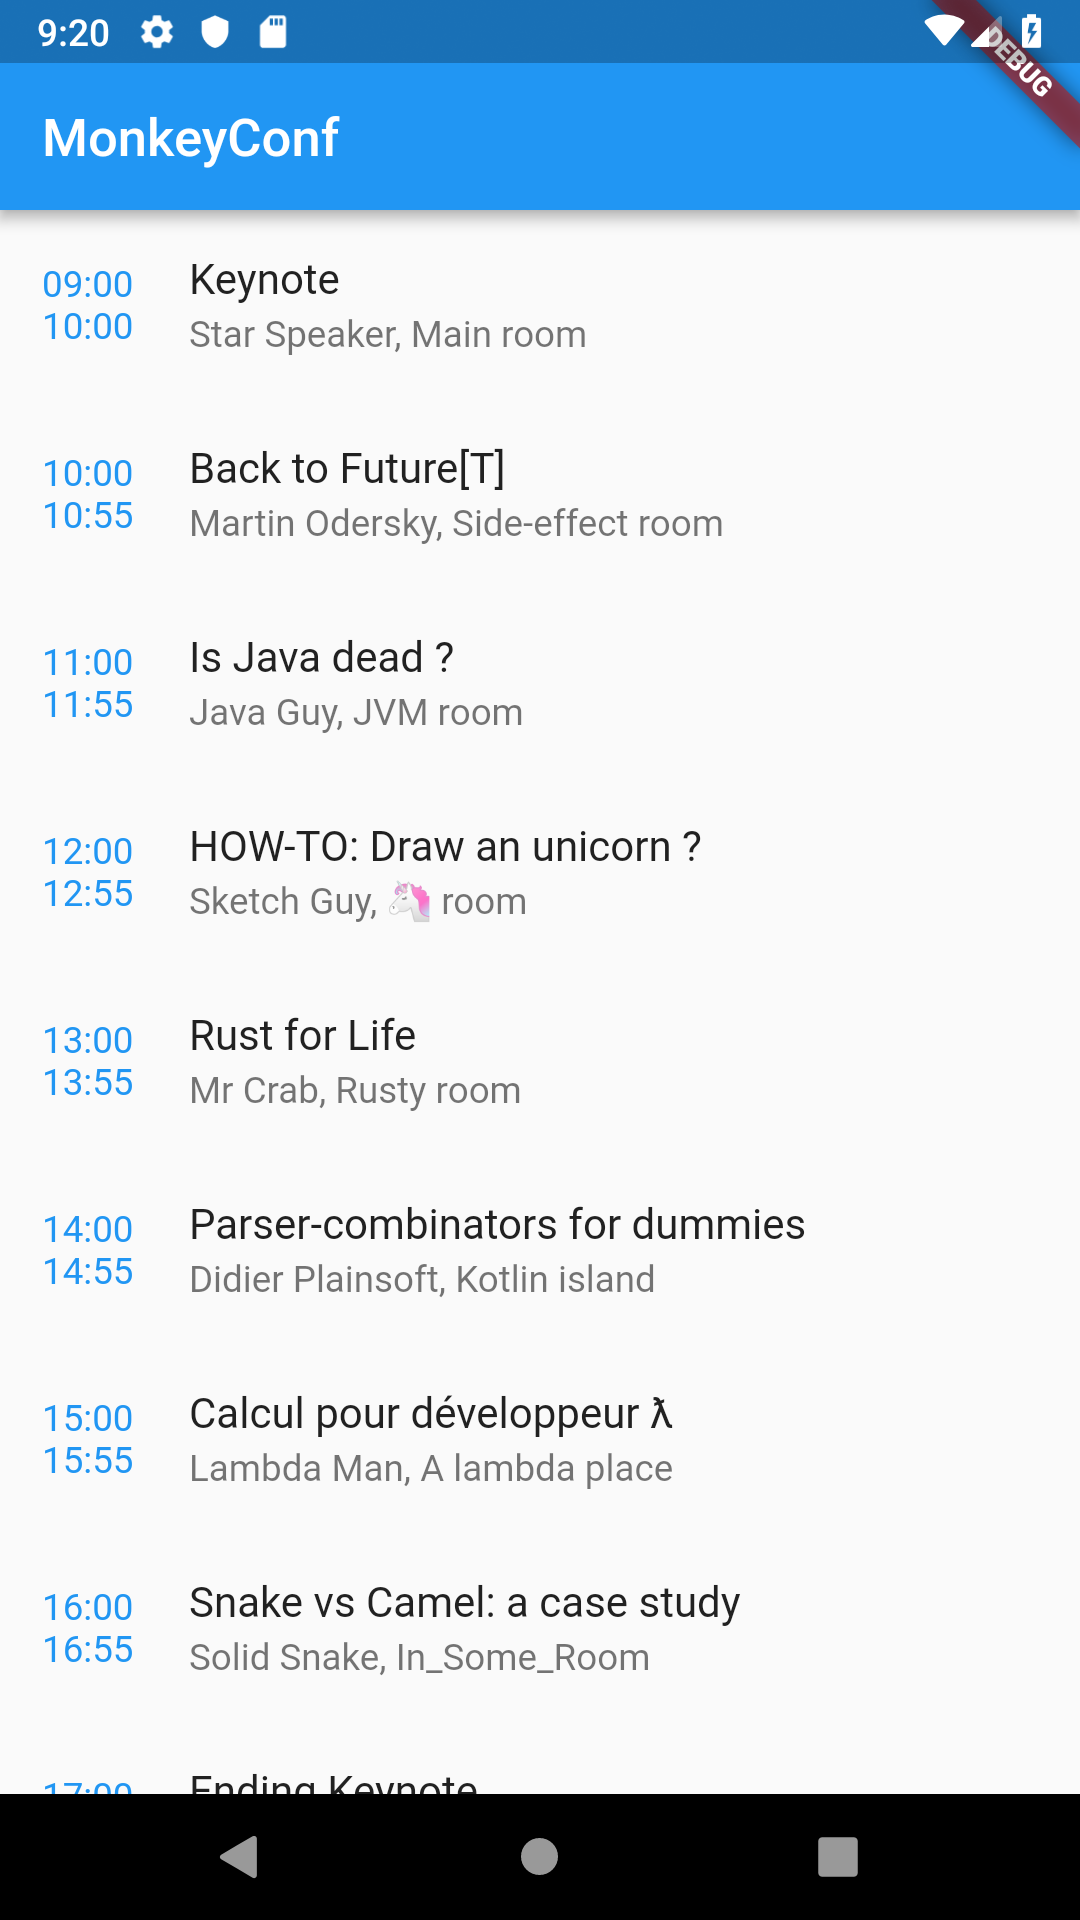 9:20
DEBUG
MonkeyConf
09:00
10:00
Keynote
Star Speaker, Main room
10:00
10:55
Back to Future[T]
Martin Odersky, Side-effect room
11:00
11:55
Is Java dead ?
Java Guy, JVM room
12:00
12:55
HOW-TO: Draw an unicorn ?
Sketch Guy, 🦄 room
13:00
13:55
Rust for Life
Mr Crab, Rusty room
14:00
14:55
Parser-combinators for dummies
Didier Plainsoft, Kotlin island
15:00
15:55
Calcul pour développeur ƛ
Lambda Man, A lambda place
16:00
16:55
Snake vs Camel: a case study
Solid Snake, In_Some_Room
17:00
Ending Keynote